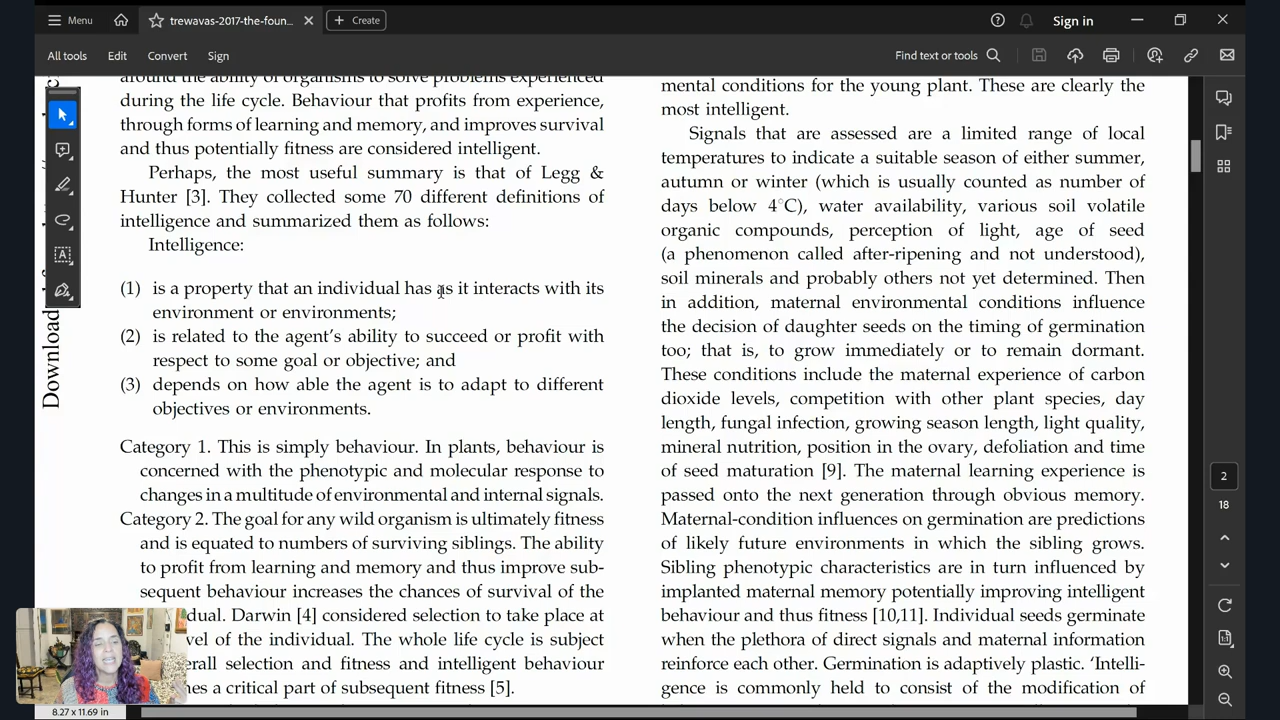 Menu
trewavas-2017-the-foun...
Create
Sign in
All tools
Edit
Convert
Sign
Find text or tools
Download
around the ability of organisms to solve problems experienced
during the life cycle. Behaviour that profits from experience,
through forms of learning and memory, and improves survival
and thus potentially fitness are considered intelligent.
Perhaps, the most useful summary is that of Legg &
Hunter [3]. They collected some 70 different definitions of
intelligence and summarized them as follows:
Intelligence:
(1) is a property that an individual has as it interacts with its
environment or environments;
(2) is related to the agent's ability to succeed or profit with
respect to some goal or objective; and
(3) depends on how able the agent is to adapt to different
objectives or environments.
Category 1. This is simply behaviour. In plants, behaviour is
concerned with the phenotypic and molecular response to
changes in a multitude of environmental and internal signals.
Category 2. The goal for any wild organism is ultimately fitness
and is equated to numbers of surviving siblings. The ability
to profit from learning and memory and thus improve sub-
sequent behaviour increases the chances of survival of the
dual. Darwin [4] considered selection to take place at
vel of the individual. The whole life cycle is subject
erall selection and fitness and intelligent behaviour
es a critical part of subsequent fitness [5].
mental conditions for the young plant. These are clearly the
most intelligent.
Signals that are assessed are a limited range of local
temperatures to indicate a suitable season of either summer,
autumn or winter (which is usually counted as number of
days below 4°C), water availability, various soil volatile
organic compounds, perception of light, age of seed
(a phenomenon called after-ripening and not understood),
soil minerals and probably others not yet determined. Then
in addition, maternal environmental conditions influence
the decision of daughter seeds on the timing of germination
too; that is, to grow immediately or to remain dormant.
These conditions include the maternal experience of carbon
dioxide levels, competition with other plant species, day
length, fungal infection, growing season length, light quality,
mineral nutrition, position in the ovary, defoliation and time
of seed maturation [9]. The maternal learning experience is
passed onto the next generation through obvious memory.
Maternal-condition influences on germination are predictions
of likely future environments in which the sibling grows.
Sibling phenotypic characteristics are in turn influenced by
implanted maternal memory potentially improving intelligent
behaviour and thus fitness [10,11]. Individual seeds germinate
when the plethora of direct signals and maternal information
reinforce each other. Germination is adaptively plastic. 'Intelli-
gence is commonly held to consist of the modification of
2
18
8.27 x 11.69 in